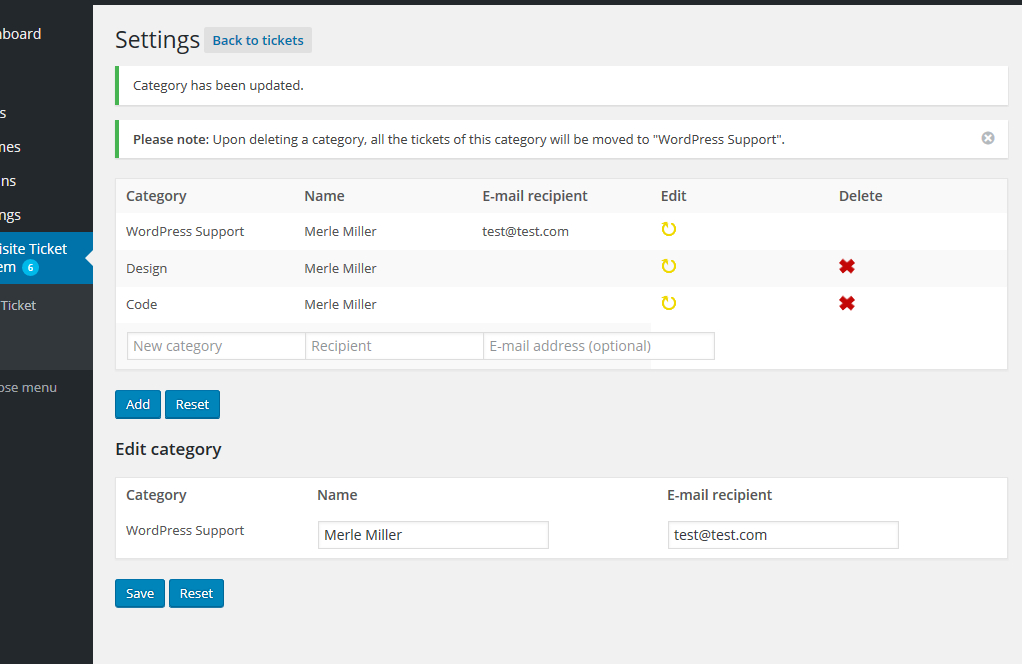 board
Settings Back to tickets
Category has been updated.
s
Please note: Upon deleting a category, all the tickets of this category will be moved to "WordPress Support".
mes
ns
ngs
Category Name E-mail recipient Edit Delete
WordPress Support Merle Miller test@test.com
site Ticket
em 6
Design Merle Miller
Ticket
Code Merle Miller
New category Recipient E-mail address (optional)
ose menu
Add Reset
Edit category
Category Name E-mail recipient
WordPress Support Merle Miller test@test.com
Save Reset